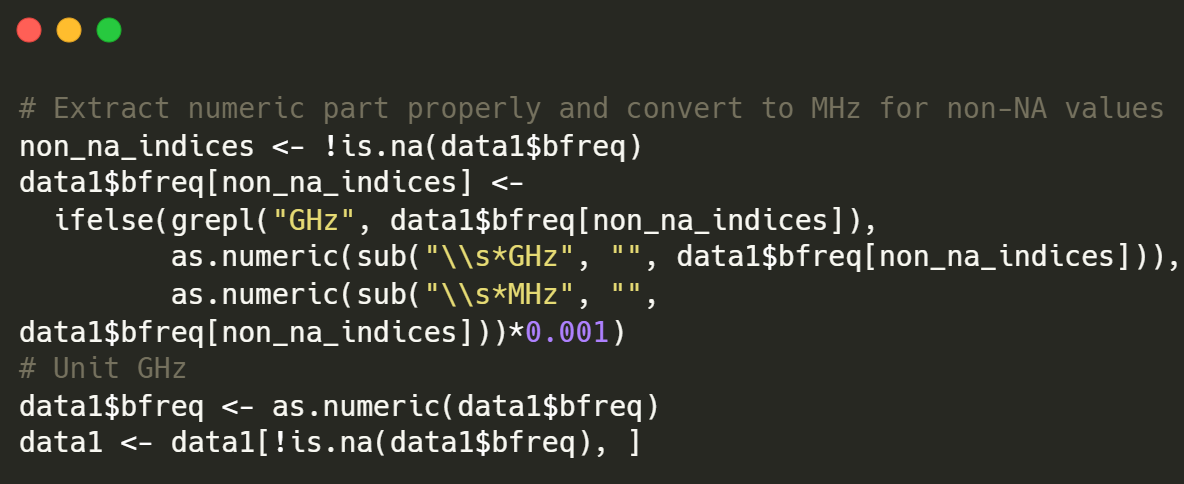 # Extract numeric part properly and convert to MHz for non-NA values
non_na_indices <- !is.na(data1$bfreq)
data1$bfreq[non_na_indices] <-
  ifelse(grepl("GHz", data1$bfreq[non_na_indices]),
         as.numeric(sub("\\s*GHz", "", data1$bfreq[non_na_indices])),
         as.numeric(sub("\\s*MHz", "",
data1$bfreq[non_na_indices]))*0.001)
# Unit GHz
data1$bfreq <- as.numeric(data1$bfreq)
data1 <- data1[!is.na(data1$bfreq), ]